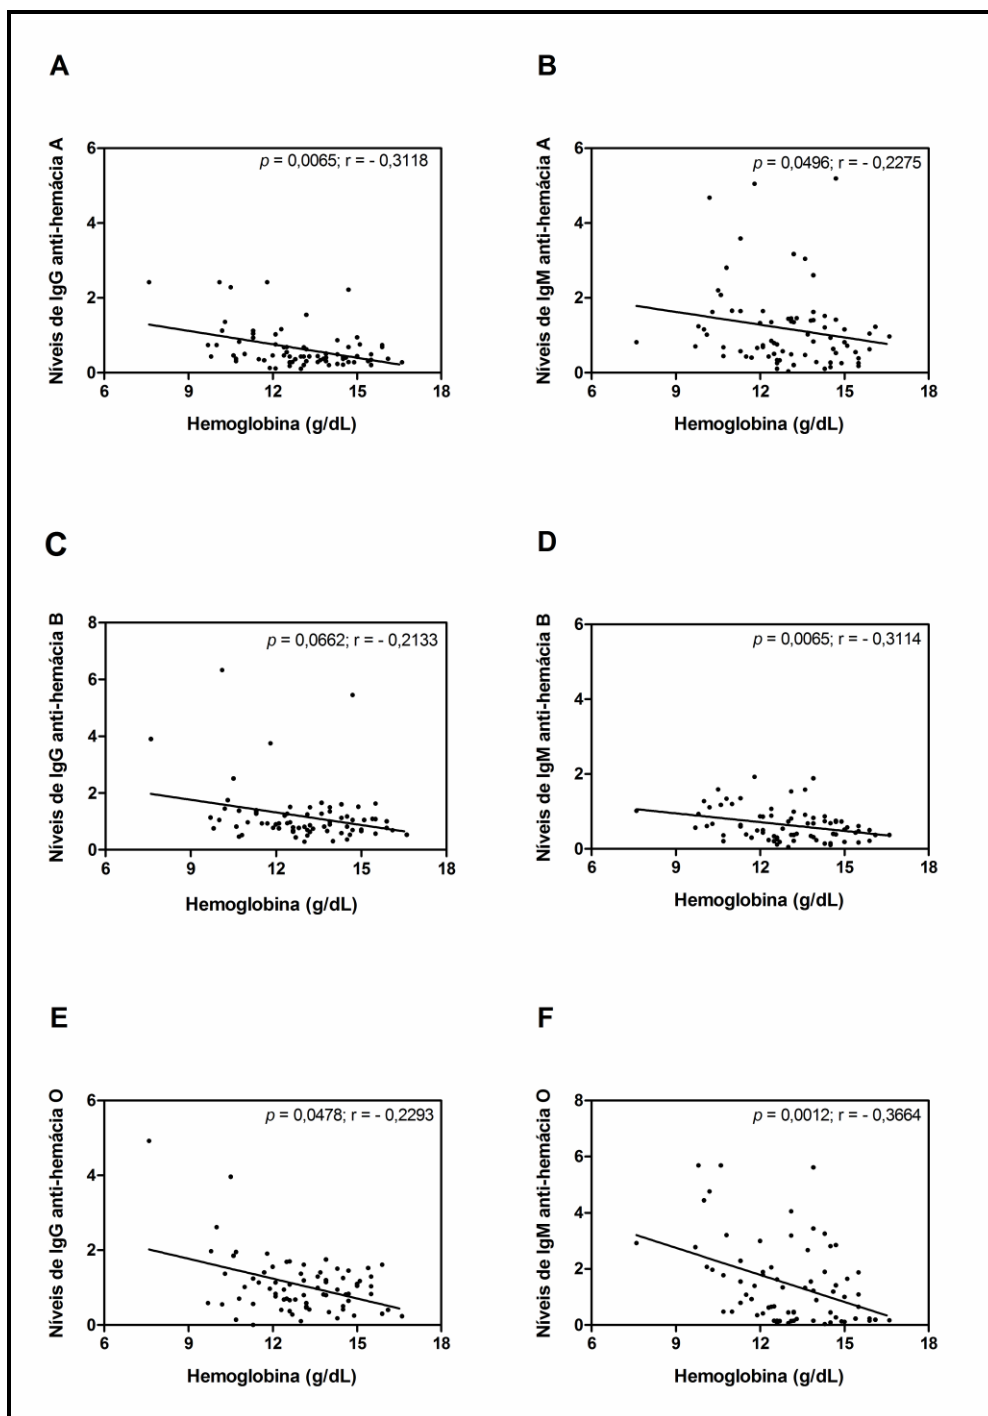 A
B
Níveis de IgG anti-hemácia A
p = 0,0065; r = - 0,3118
6
4
2
0
6 9 12 15 18
Hemoglobina (g/dL)
Níveis de IgM anti-hemácia A
p = 0,0496; r = - 0,2275
6
4
2
0
6 9 12 15 18
Hemoglobina (g/dL)
C
D
Níveis de IgG anti-hemácia B
p = 0,0662; r = - 0,2133
8
6
4
2
0
6 9 12 15 18
Hemoglobina (g/dL)
Níveis de IgM anti-hemácia B
p = 0,0065; r = - 0,3114
6
4
2
0
6 9 12 15 18
Hemoglobina (g/dL)
E
F
Níveis de IgG anti-hemácia O
p = 0,0478; r = - 0,2293
6
4
2
0
6 9 12 15 18
Hemoglobina (g/dL)
Níveis de IgM anti-hemácia O
p = 0,0012; r = - 0,3664
8
6
4
2
0
6 9 12 15 18
Hemoglobina (g/dL)